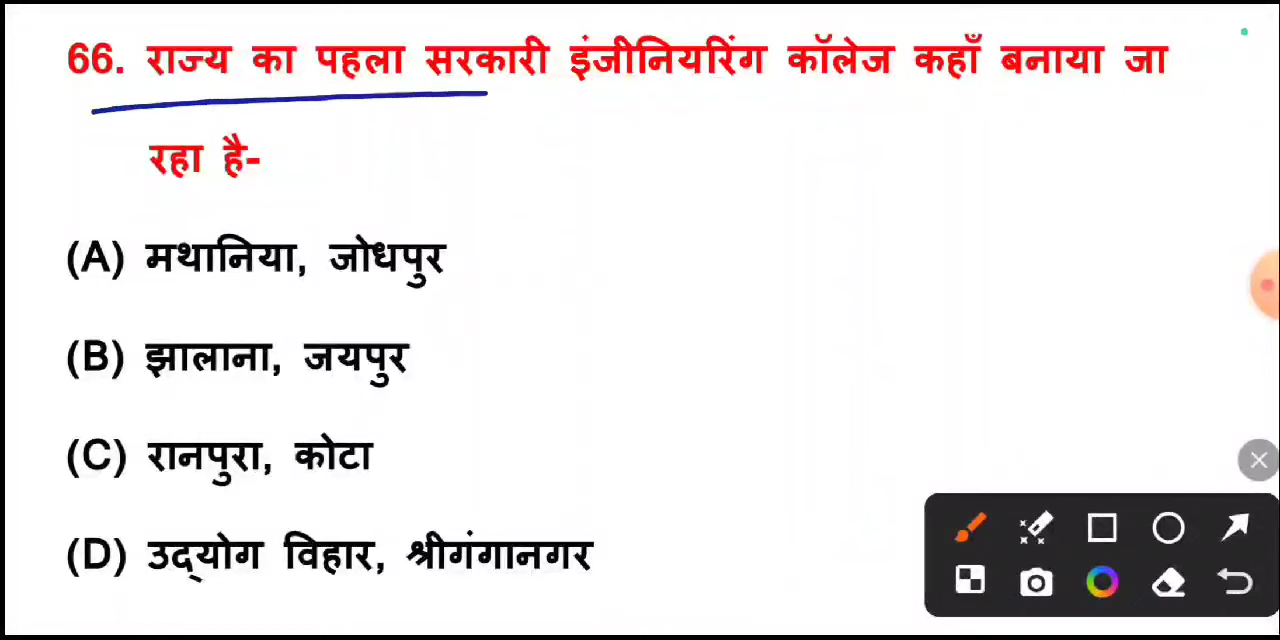 66. राज्य का पहला सरकारी इंजीनियरिंग कॉलेज कहाँ बनाया जा
रहा है-
(A) मथानिया, जोधपुर
(B) झालाना, जयपुर
(C) रानपुरा, कोटा
(D) उद्योग विहार, श्रीगंगानगर